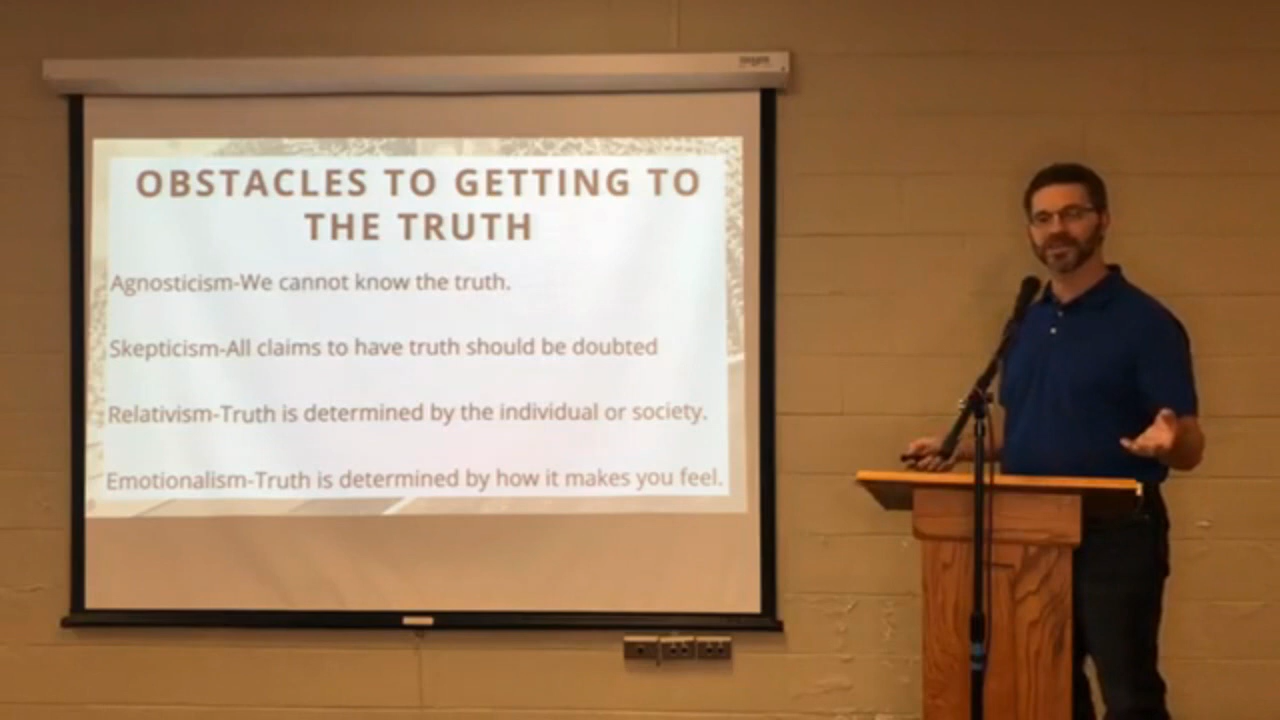 OBSTACLES TO GETTING TO
THE TRUTH
Agnosticism-We cannot know the truth.
Skepticism-All claims to have truth should be doubted
Relativism-Truth is determined by the individual or society.
Emotionalism-Truth is determined by how it makes you feel.